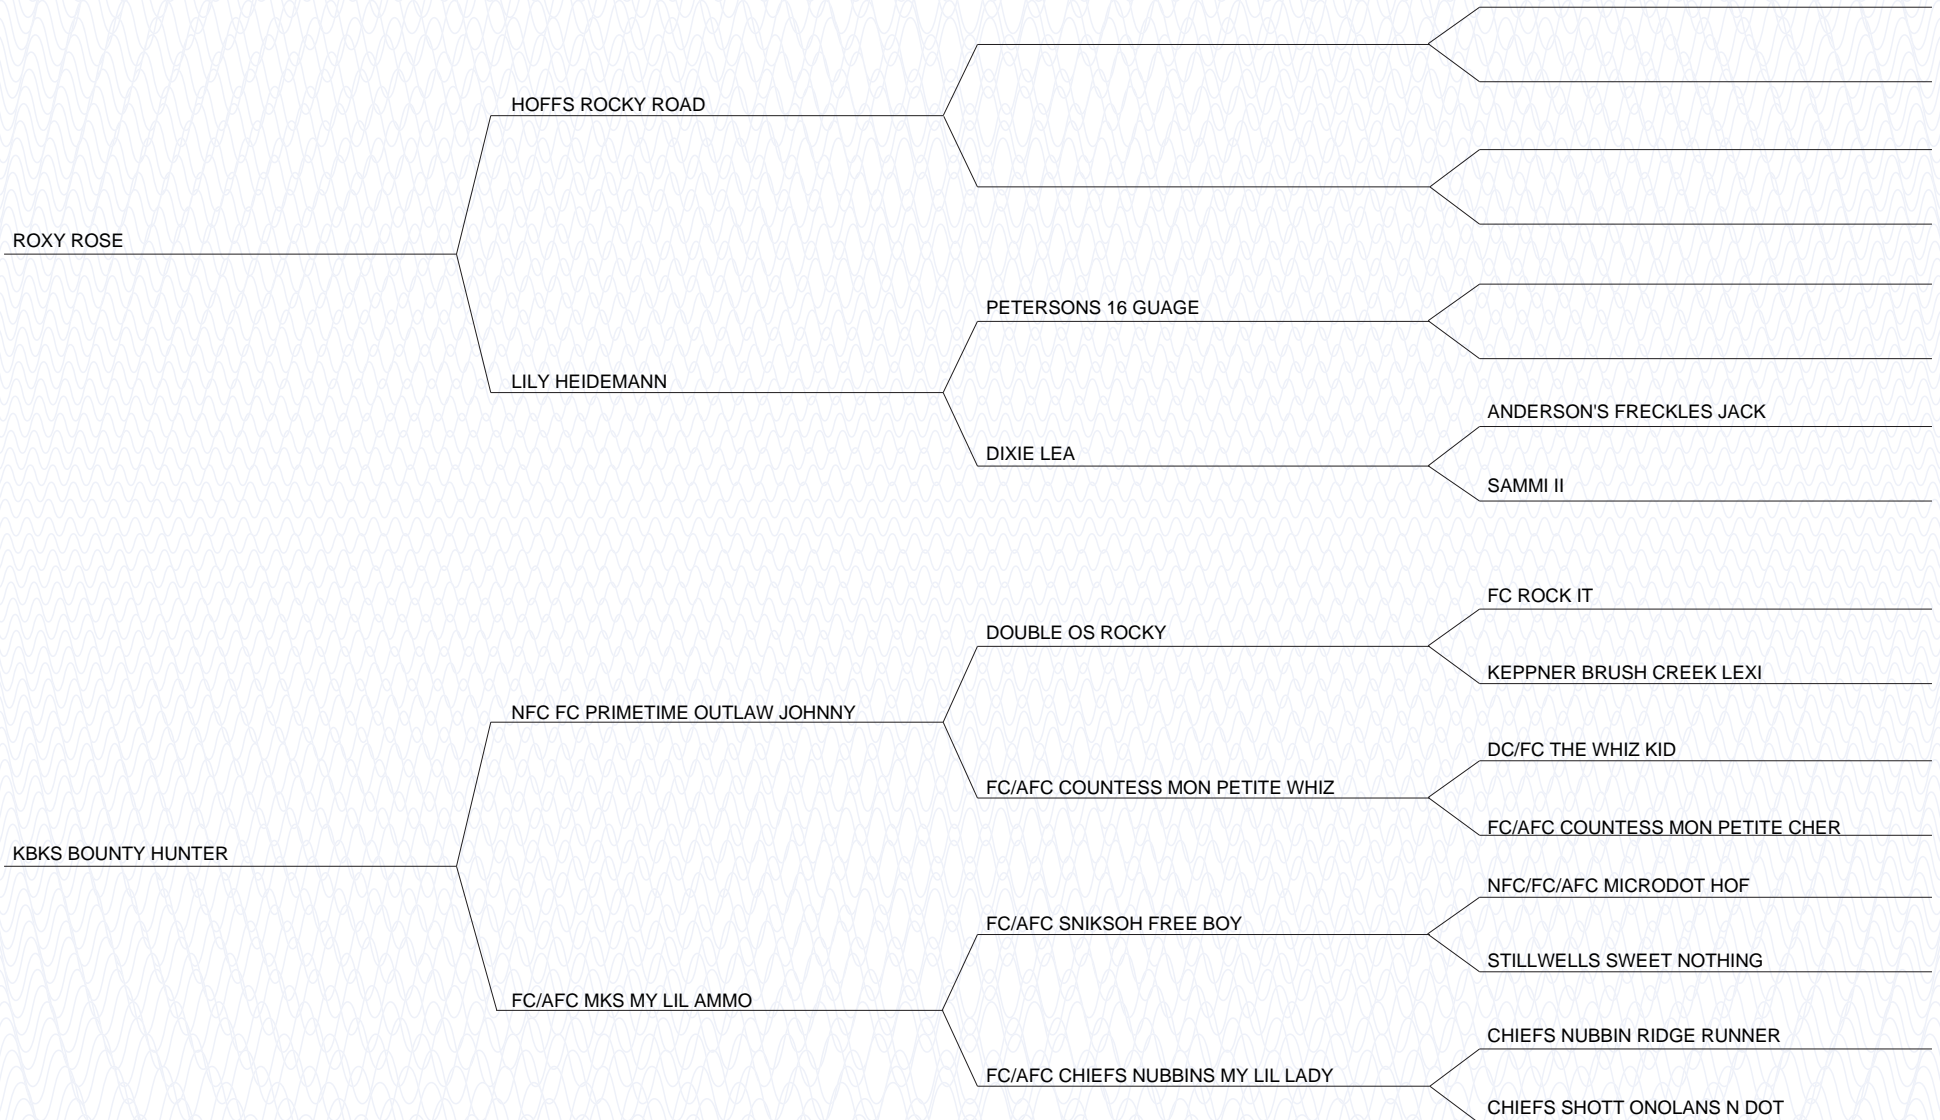 HOFFS ROCKY ROAD
ROXY ROSE
PETERSONS 16 GUAGE
LILY HEIDEMANN
ANDERSON'S FRECKLES JACK
DIXIE LEA
SAMMI II
FC ROCK IT
DOUBLE OS ROCKY
KEPPNER BRUSH CREEK LEXI
NFC FC PRIMETIME OUTLAW JOHNNY
DC/FC THE WHIZ KID
FC/AFC COUNTESS MON PETITE WHIZ
FC/AFC COUNTESS MON PETITE CHER
KBKS BOUNTY HUNTER
NFC/FC/AFC MICRODOT HOF
FC/AFC SNIKSOH FREE BOY
STILLWELLS SWEET NOTHING
FC/AFC MKS MY LIL AMMO
CHIEFS NUBBIN RIDGE RUNNER
FC/AFC CHIEFS NUBBINS MY LIL LADY
CHIEFS SHOTT ONOLANS N DOT